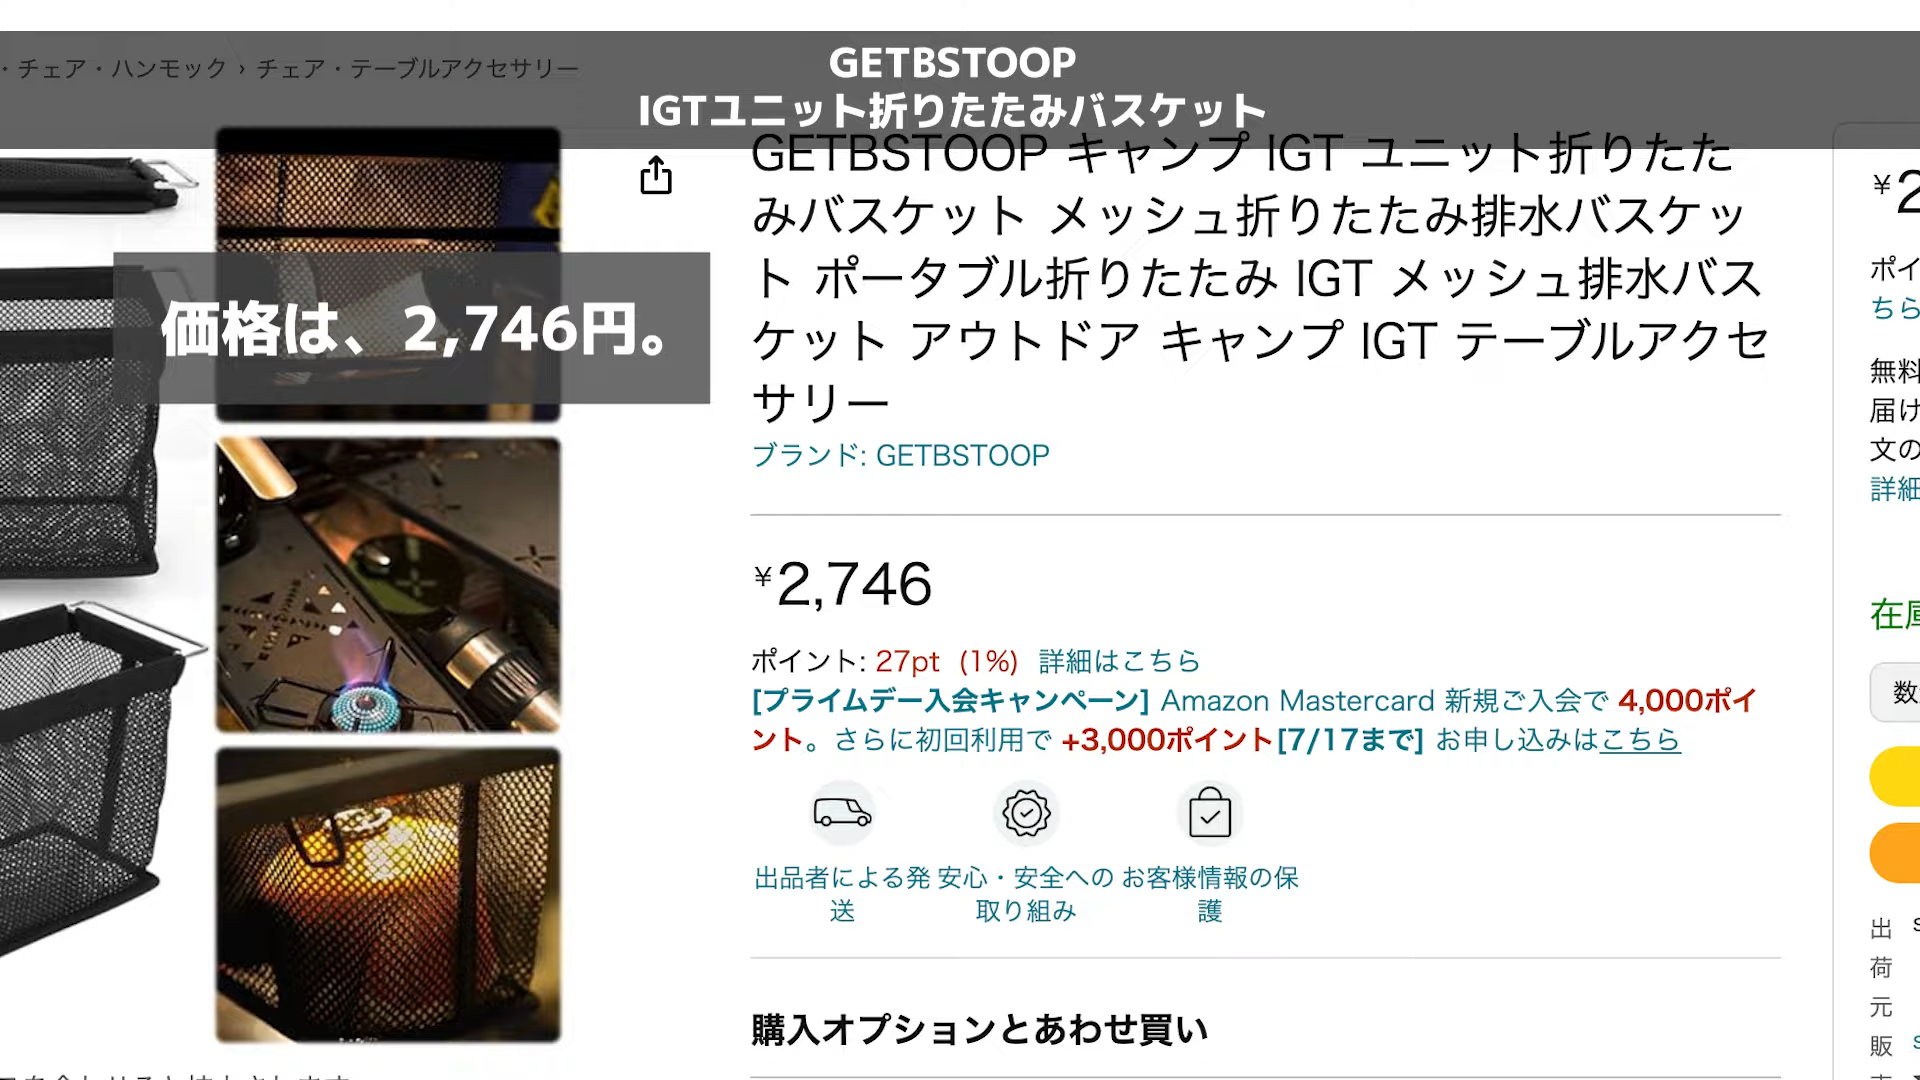 ・チェア・ハンモック › チェア・テーブルアクセサリー
GETBSTOOP
IGTユニット折りたたみバスケット
価格は、2,746円。
GETBSTOOP キャンプ IGT ユニット折りたた
みバスケット メッシュ折りたたみ排水バスケッ
ト ポータブル折りたたみ IGT メッシュ排水バス
ケット アウトドア キャンプ IGT テーブルアクセ
サリー
ブランド: GETBSTOOP
¥2,746
ポイント: 27pt (1%) 詳細はこちら
[プライムデー入会キャンペーン] Amazon Mastercard 新規ご入会で 4,000ポイ
ント。さらに初回利用で +3,000ポイント[7/17まで] お申し込みはこちら
出品者による発
送
安心・安全への
取り組み
お客様情報の保
護
購入オプションとあわせ買い
¥2
ポイ
ちら
無料
届け
文の
詳細
在庫
数
出
荷
元
販